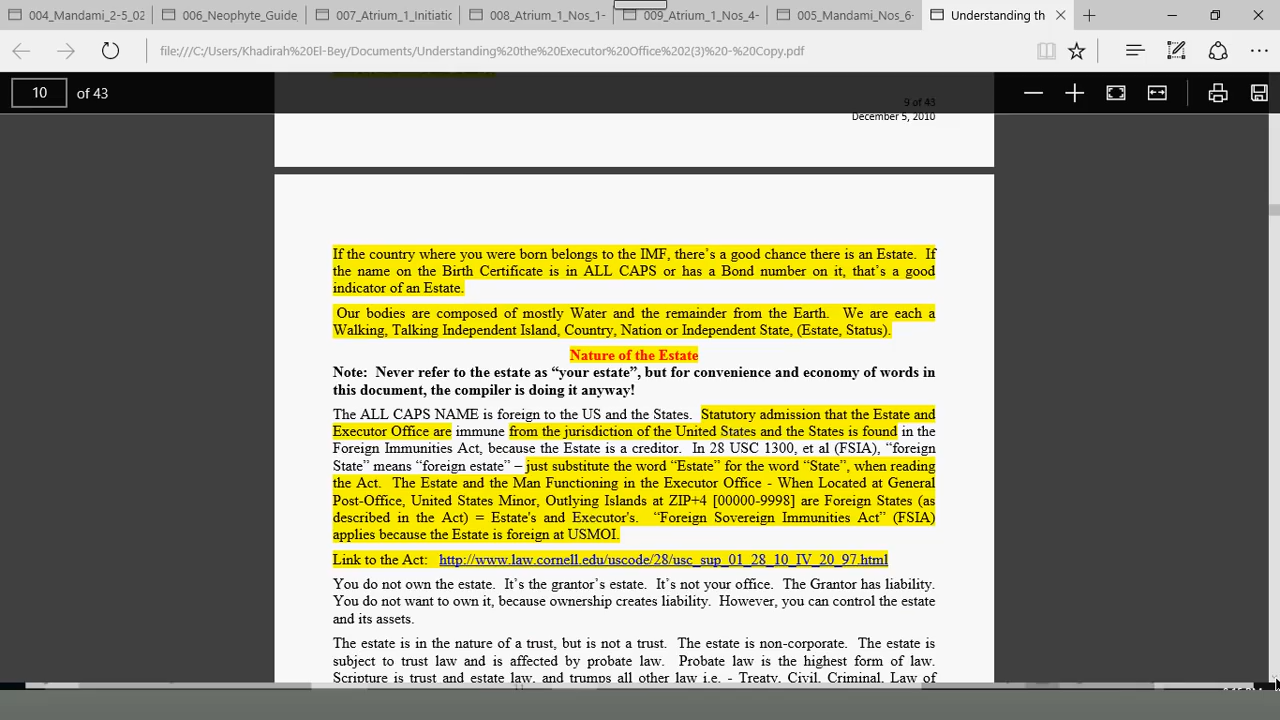 004_Mandami_2-5_02
006_Neophyte_Guide
007_Atrium_1_Initiatic
008_Atrium_1_Nos_1-
009_Atrium_1_Nos_4-
005_Mandami_Nos_6-
Understanding th
file:///C:/Users/Khadirah%20El-Bey/Documents/Understanding%20the%20Executor%20Office%202(3)%20-%20Copy.pdf
10 of 43
9 of 43
December 5, 2010
If the country where you were born belongs to the IMF, there's a good chance there is an Estate. If
the name on the Birth Certificate is in ALL CAPS or has a Bond number on it, that's a good
indicator of an Estate.
Our bodies are composed of mostly Water and the remainder from the Earth. We are each a
Walking, Talking Independent Island, Country, Nation or Independent State, (Estate, Status).
Nature of the Estate
Note: Never refer to the estate as “your estate”, but for convenience and economy of words in
this document, the compiler is doing it anyway!
The ALL CAPS NAME is foreign to the US and the States. Statutory admission that the Estate and
Executor Office are immune from the jurisdiction of the United States and the States is found in the
Foreign Immunities Act, because the Estate is a creditor. In 28 USC 1300, et al (FSIA), “foreign
State” means “foreign estate” – just substitute the word “Estate” for the word “State”, when reading
the Act. The Estate and the Man Functioning in the Executor Office - When Located at General
Post-Office, United States Minor, Outlying Islands at ZIP+4 [00000-9998] are Foreign States (as
described in the Act) = Estate's and Executor's. “Foreign Sovereign Immunities Act” (FSIA)
applies because the Estate is foreign at USMOI.
Link to the Act: http://www.law.cornell.edu/uscode/28/usc_sup_01_28_10_IV_20_97.html
You do not own the estate. It's the grantor's estate. It's not your office. The Grantor has liability.
You do not want to own it, because ownership creates liability. However, you can control the estate
and its assets.
The estate is in the nature of a trust, but is not a trust. The estate is non-corporate. The estate is
subject to trust law and is affected by probate law. Probate law is the highest form of law.
Scripture is trust and estate law, and trumps all other law i.e. - Treaty, Civil, Criminal, Law of